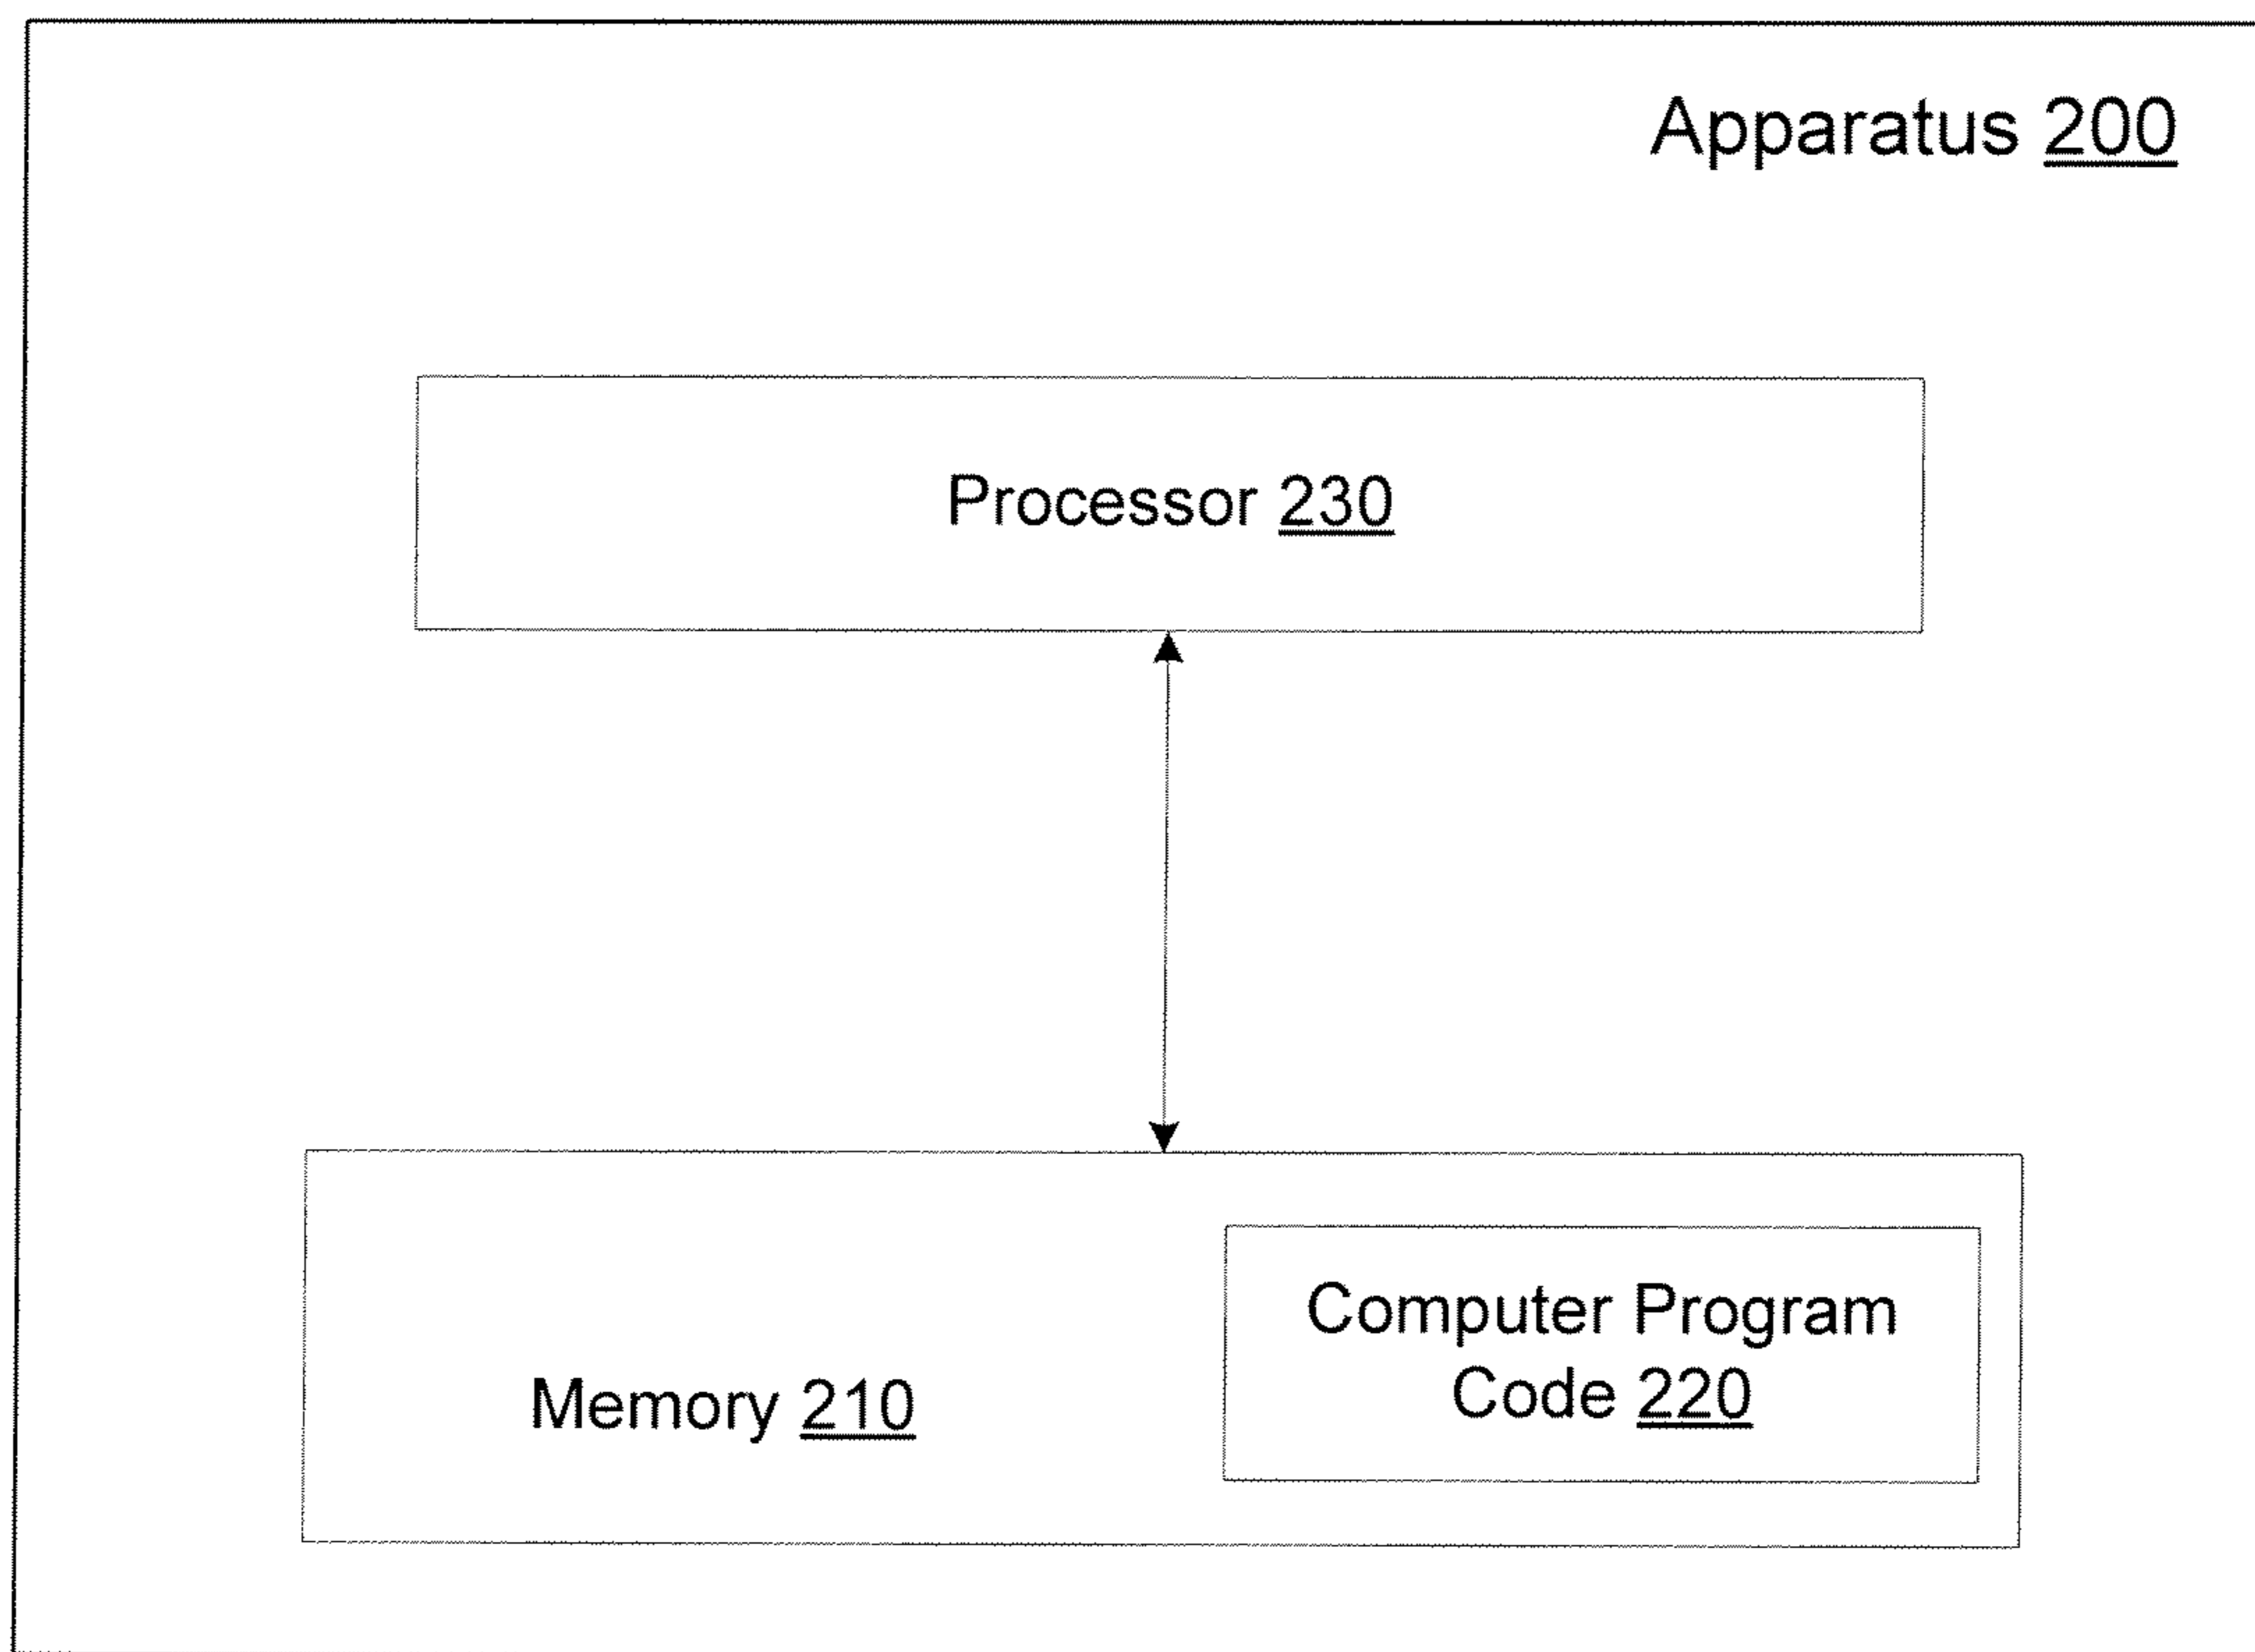 Apparatus 200
Processor 230
Computer Program
Code 220
Memory 210